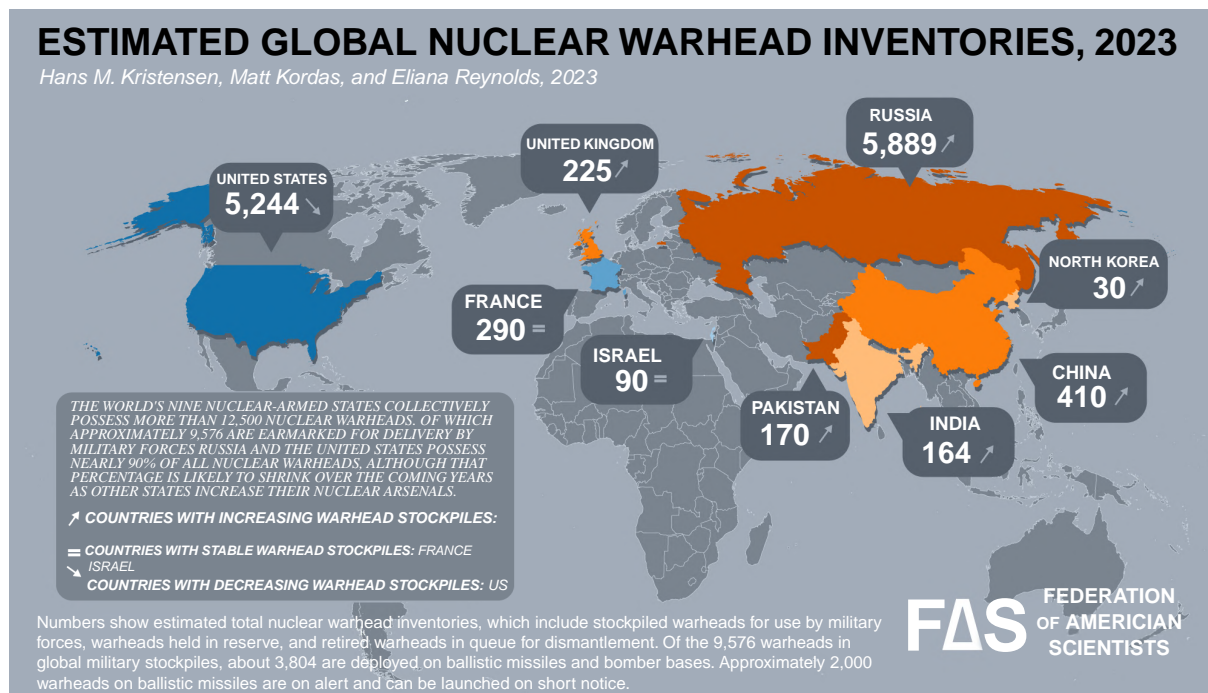 ESTIMATED GLOBAL NUCLEAR WARHEAD INVENTORIES, 2023
Hans M. Kristensen, Matt Kordas, and Eliana Reynolds, 2023
RUSSIA
5,889
UNITED KINGDOM
225
UNITED STATES
5,244
NORTH KOREA
30
FRANCE
290 =
ISRAEL
90 =
CHINA
410
PAKISTAN
170
INDIA
164
THE WORLD'S NINE NUCLEAR-ARMED STATES COLLECTIVELY
POSSESS MORE THAN 12,500 NUCLEAR WARHEADS. OF WHICH
APPROXIMATELY 9,576 ARE EARMARKED FOR DELIVERY BY
MILITARY FORCES RUSSIA AND THE UNITED STATES POSSESS
NEARLY 90% OF ALL NUCLEAR WARHEADS, ALTHOUGH THAT
PERCENTAGE IS LIKELY TO SHRINK OVER THE COMING YEARS
AS OTHER STATES INCREASE THEIR NUCLEAR ARSENALS.
COUNTRIES WITH INCREASING WARHEAD STOCKPILES:
= COUNTRIES WITH STABLE WARHEAD STOCKPILES: FRANCE
ISRAEL
COUNTRIES WITH DECREASING WARHEAD STOCKPILES: US
Numbers show estimated total nuclear warhead inventories, which include stockpiled warheads for use by military
forces, warheads held in reserve, and retired warheads in queue for dismantlement. Of the 9,576 warheads in
global military stockpiles, about 3,804 are deployed on ballistic missiles and bomber bases. Approximately 2,000
warheads on ballistic missiles are on alert and can be launched on short notice.
FAS
FEDERATION
OF AMERICIAN
SCIENTISTS